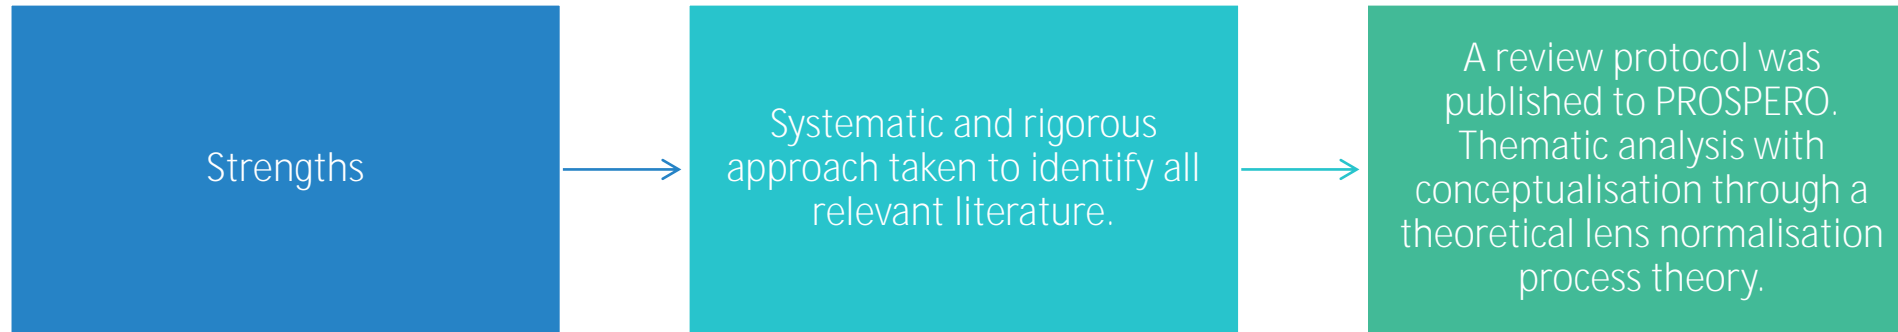 Strengths
Systematic and rigorous
approach taken to identify all
relevant literature.
A review protocol was
published to PROSPERO.
Thematic analysis with
conceptualisation through a
theoretical lens normalisation
process theory.